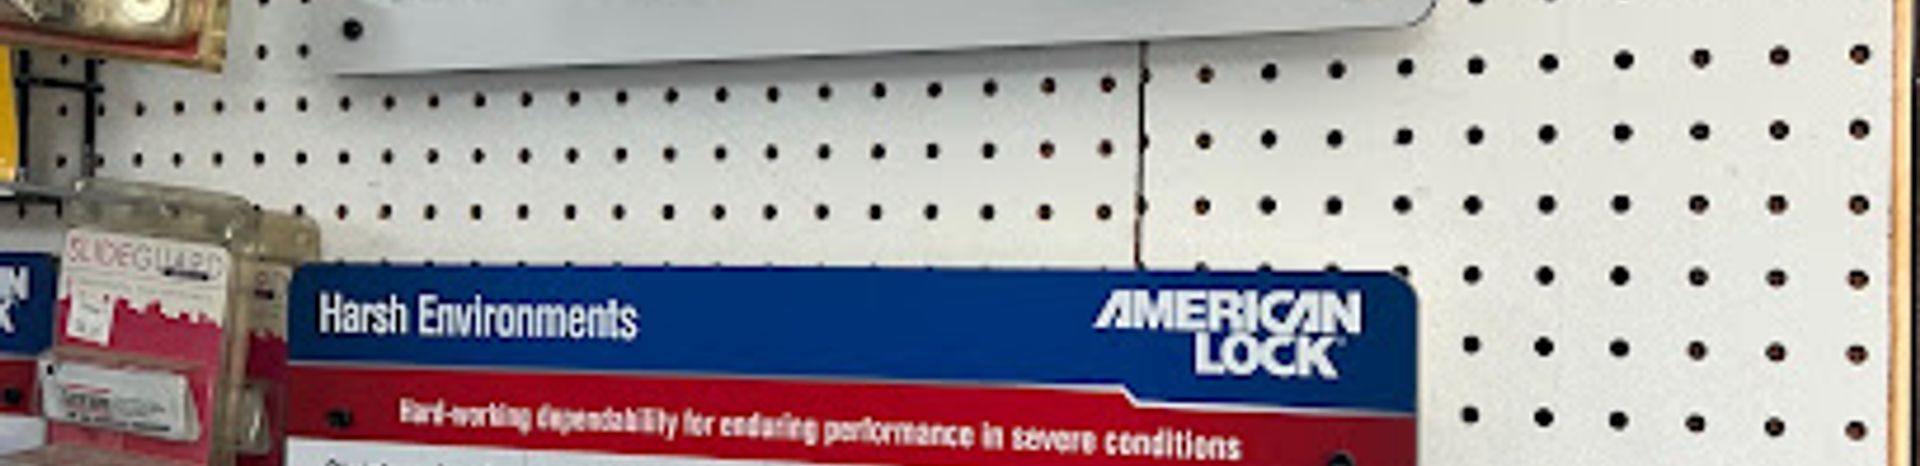 SLIDEGUARD
Harsh Environments
AMERICAN
LOCK
Hard-working dependability for enduring performance in severe conditions